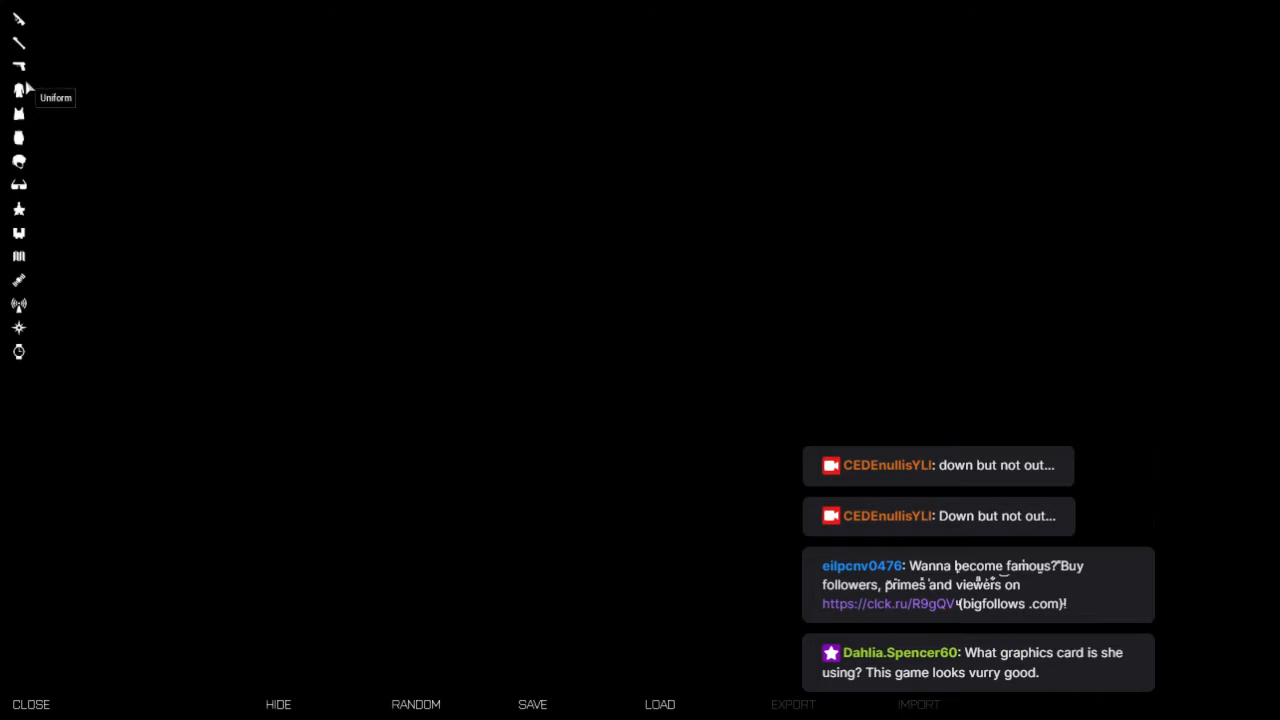 Uniform
CEDEnullisYLI: down but not out...
CEDEnullisYLI: Down but not out...
eilpcnv0476: Wanna become famous? Buy
followers, primes and viewers on
https://clck.ru/R9gQV (bigfollows .com)!
Dahlia.Spencer60: What graphics card is she
using? This game looks vurry good.
CLOSE HIDE RANDOM SAVE LOAD EXPORT IMPORT